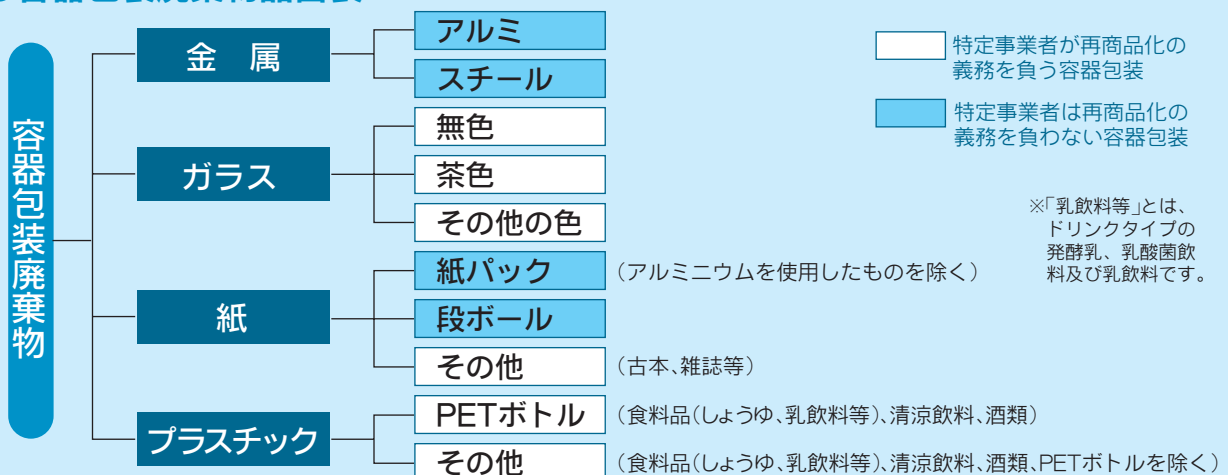 容器包装廃棄物
金 属
アルミ
スチール
ガラス
無色
茶色
その他の色
紙
紙パック (アルミニウムを使用したものを除く)
段ボール
その他 (古本、雑誌等)
プラスチック
PETボトル (食料品(しょうゆ、乳飲料等)、清涼飲料、酒類)
その他 (食料品(しょうゆ、乳飲料等)、清涼飲料、酒類、PETボトルを除く)
特定事業者が再商品化の
義務を負う容器包装
特定事業者は再商品化の
義務を負わない容器包装
※「乳飲料等」とは、
ドリンクタイプの
発酵乳、乳酸菌飲
料及び乳飲料です。